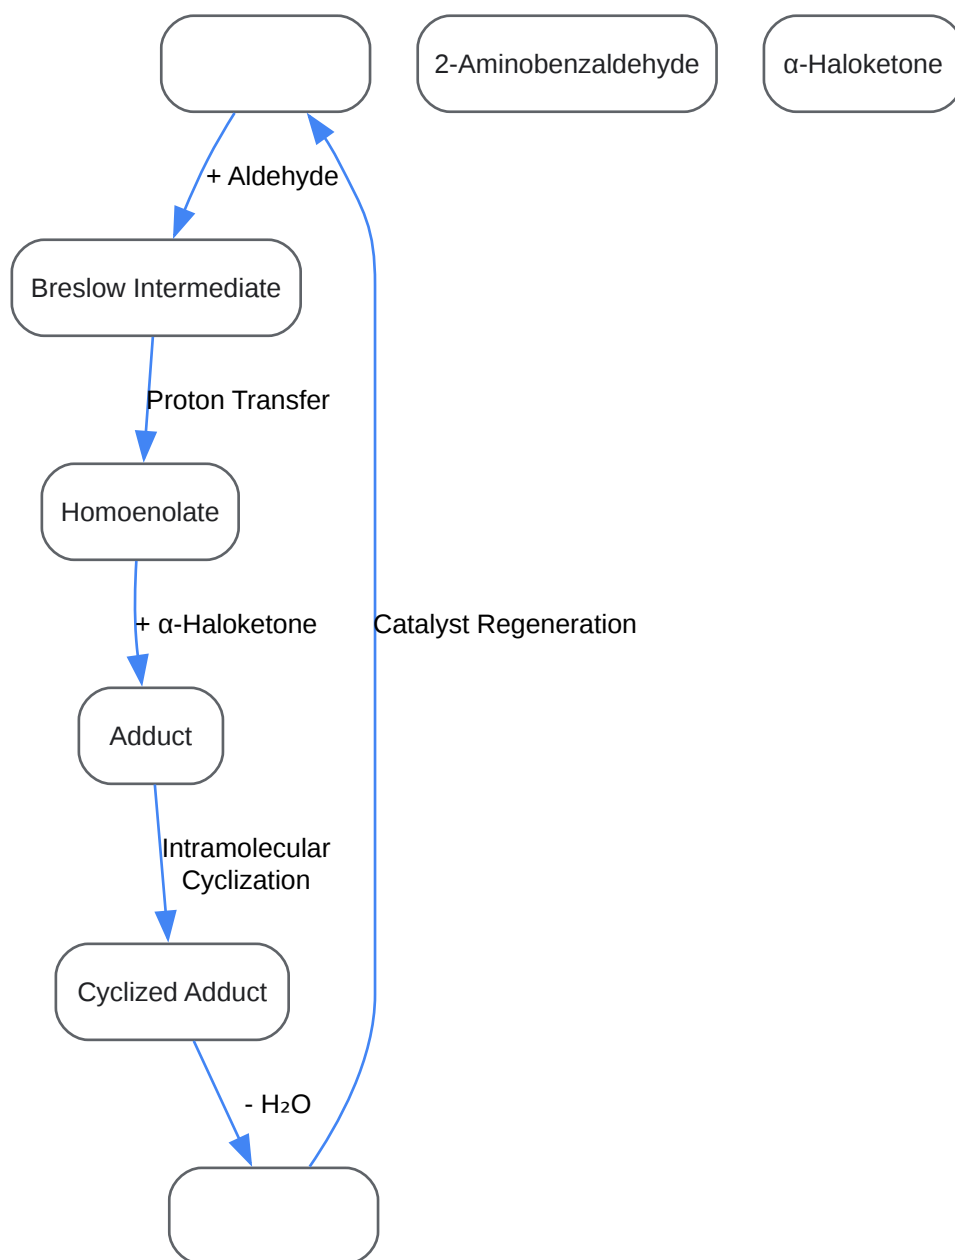 2-Aminobenzaldehyde
α-Haloketone
+ Aldehyde
Breslow Intermediate
Proton Transfer
Homoenolate
+ α-Haloketone
Catalyst Regeneration
Adduct
Intramolecular
Cyclization
Cyclized Adduct
- H₂O